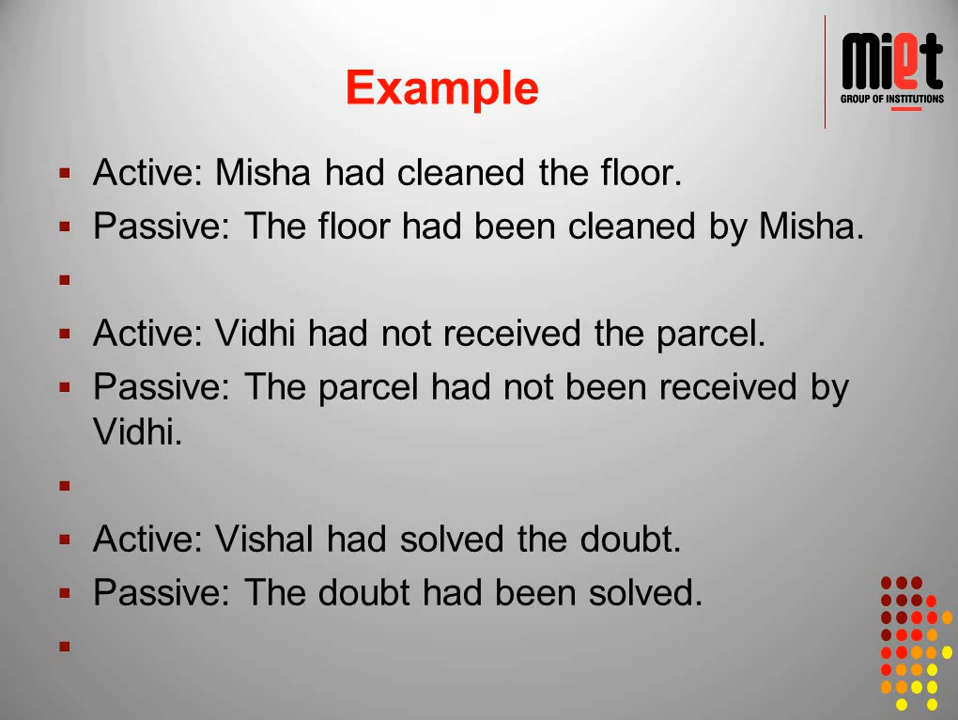 miet
GROUP OF INSTITUTIONS
Example
Active: Misha had cleaned the floor.
Passive: The floor had been cleaned by Misha.
Active: Vidhi had not received the parcel.
Passive: The parcel had not been received by
Vidhi.
Active: Vishal had solved the doubt.
Passive: The doubt had been solved.